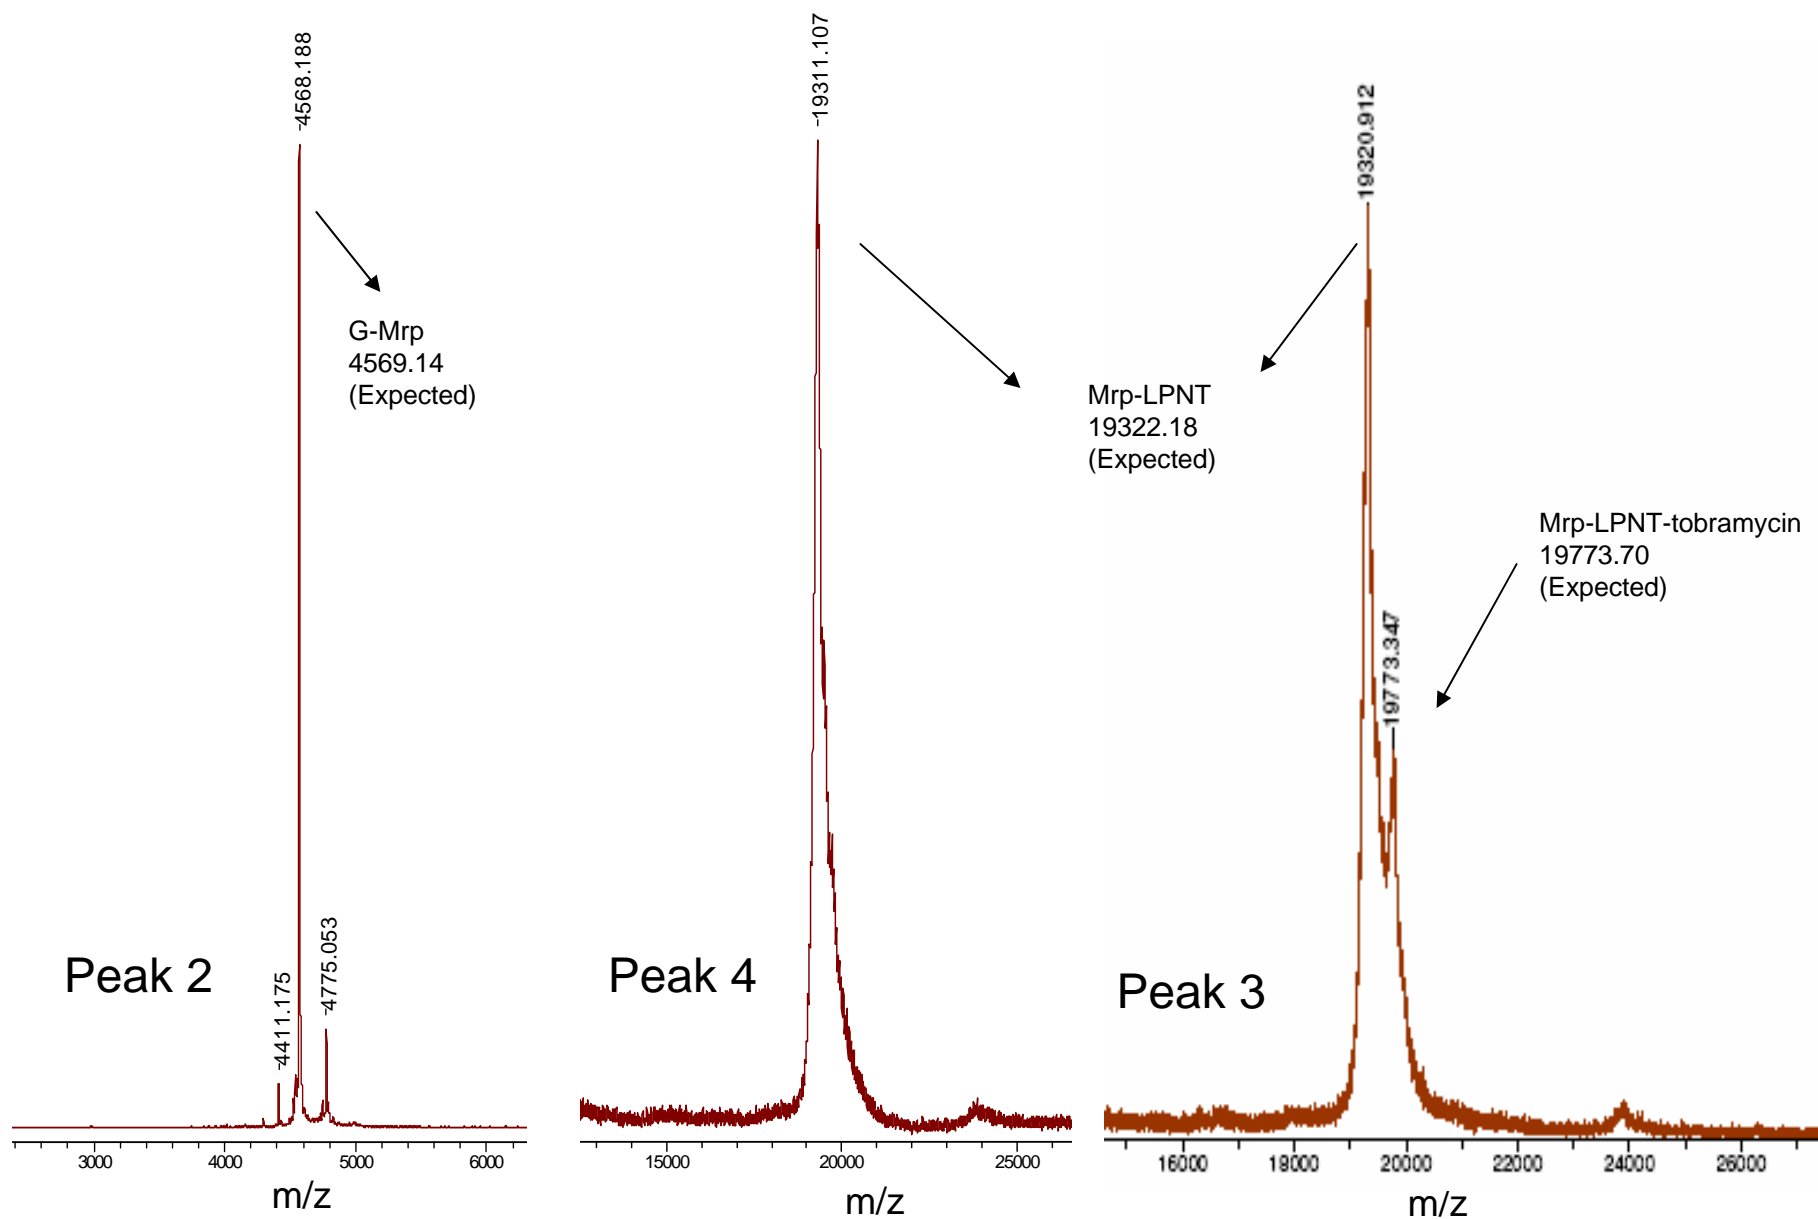 -4568.188
G-Mrp
4569.14
(Expected)
-4411.175
-4775.053
Peak 2
3000 4000 5000 6000
m/z
-19311.107
Mrp-LPNT
19322.18
(Expected)
Peak 4
15000 20000 25000
m/z
19320.912
Mrp-LPNT-tobramycin
19773.70
(Expected)
19773.347
Peak 3
16000 18000 20000 22000 24000 26000
m/z